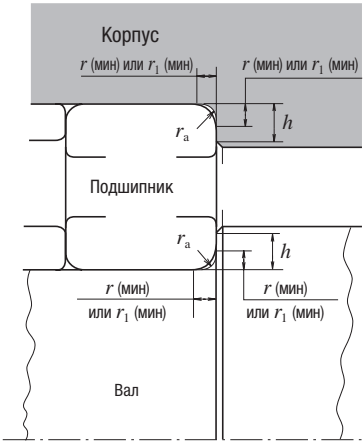 Корпус
r (мин) или r₁ (мин) r (мин) или r₁ (мин)
rₐ
h
Подшипник
rₐ
h
r (мин)
или r₁ (мин)
r (мин)
или r₁ (мин)
Вал